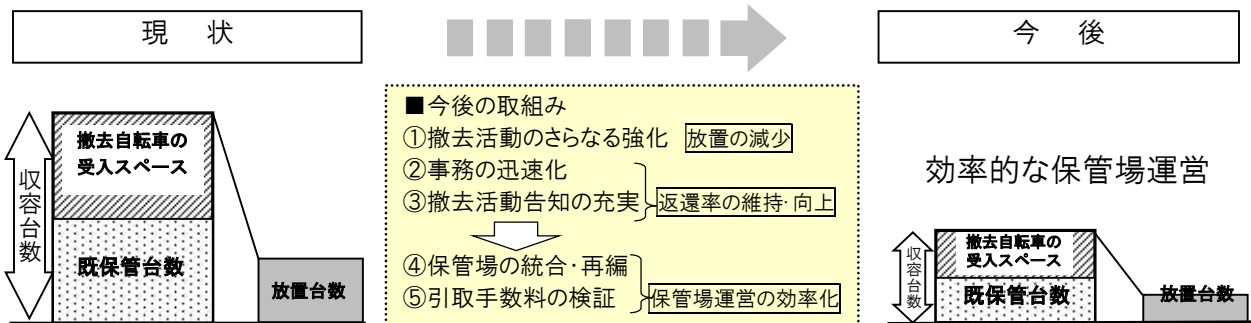 現 状
今 後
収容台数
撤去自転車の
受入スペース
既保管台数
放置台数
■今後の取組み
①撤去活動のさらなる強化 放置の減少
②事務の迅速化
③撤去活動告知の充実 返還率の維持・向上
④保管場の統合・再編
⑤引取手数料の検証 保管場運営の効率化
効率的な保管場運営
収容台数
撤去自転車の
受入スペース
既保管台数
放置台数